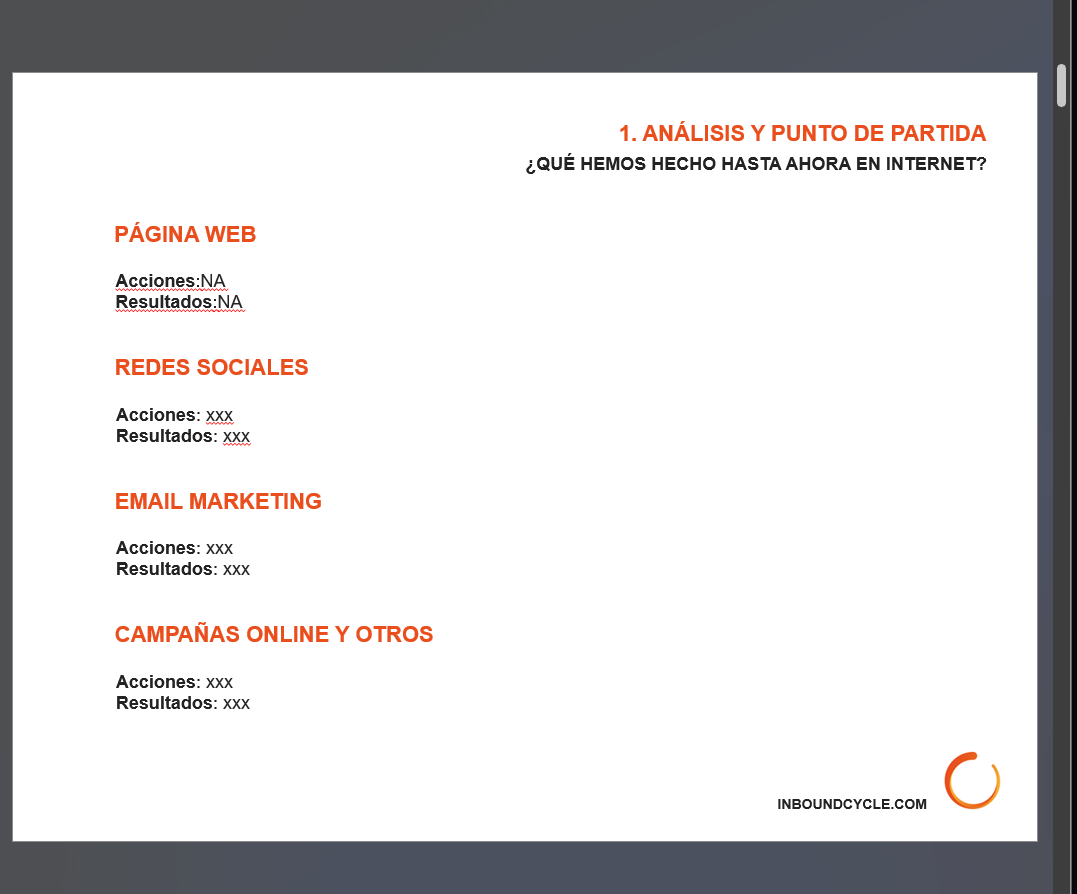 1. ANÁLISIS Y PUNTO DE PARTIDA
¿QUÉ HEMOS HECHO HASTA AHORA EN INTERNET?
PÁGINA WEB
Acciones:NA
Resultados:NA
REDES SOCIALES
Acciones: xxx
Resultados: xxx
EMAIL MARKETING
Acciones: xxx
Resultados: xxx
CAMPAÑAS ONLINE Y OTROS
Acciones: xxx
Resultados: xxx
INBOUNDCYCLE.COM